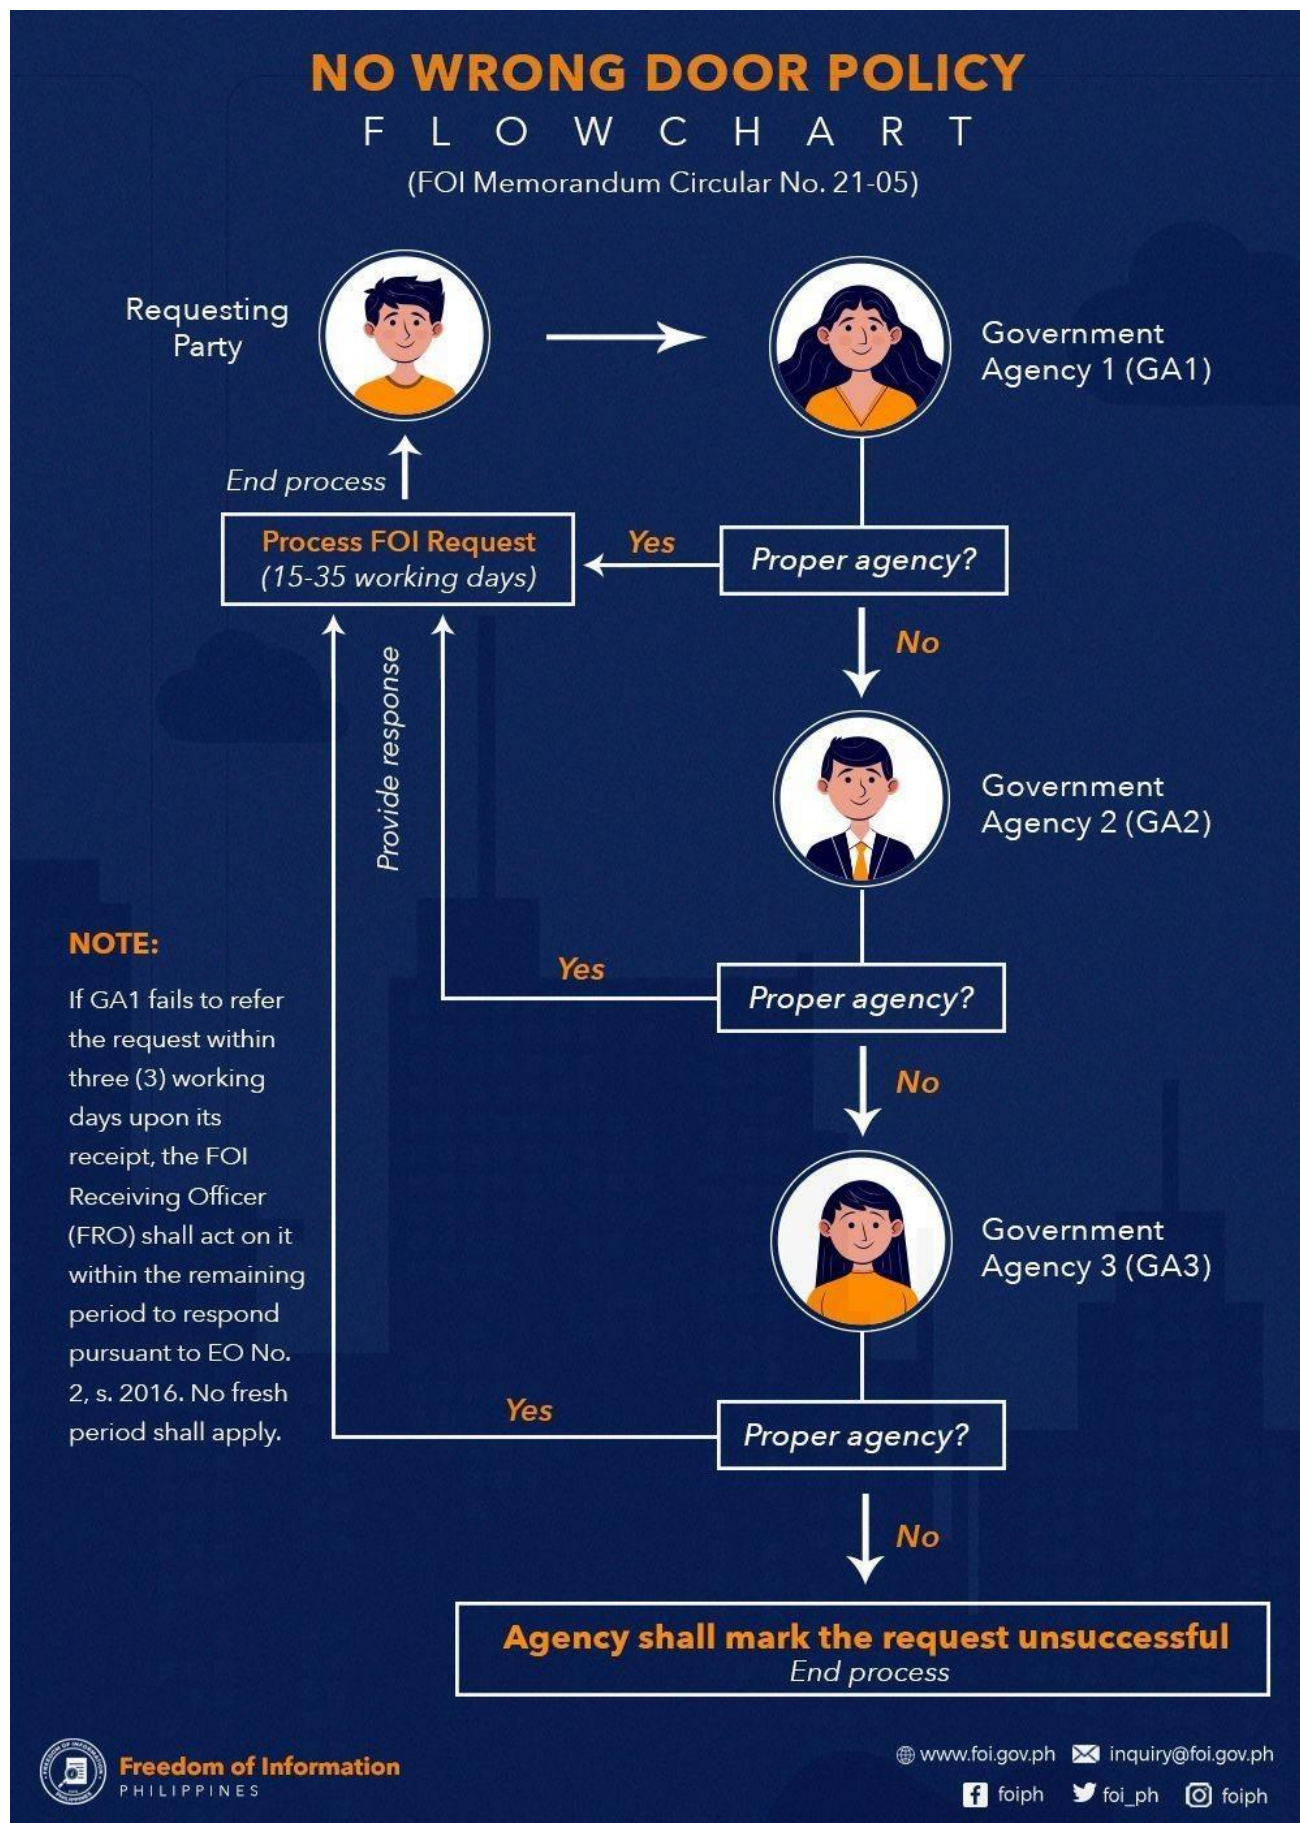 NO WRONG DOOR POLICY
FLOWCHART
(FOI Memorandum Circular No. 21-05)
Requesting
Party
Government
Agency 1 (GA1)
End process
Process FOI Request
(15-35 working days)
Yes
Proper agency?
No
Provide response
Government
Agency 2 (GA2)
Yes
Proper agency?
No
NOTE:
If GA1 fails to refer
the request within
three (3) working
days upon its
receipt, the FOI
Receiving Officer
(FRO) shall act on it
within the remaining
period to respond
pursuant to EO No.
2, s. 2016. No fresh
period shall apply.
Government
Agency 3 (GA3)
Yes
Proper agency?
No
Agency shall mark the request unsuccessful
End process
Freedom of Information
PHILIPPINES
www.foi.gov.ph
inquiry@foi.gov.ph
foiph
foi_ph
foiph